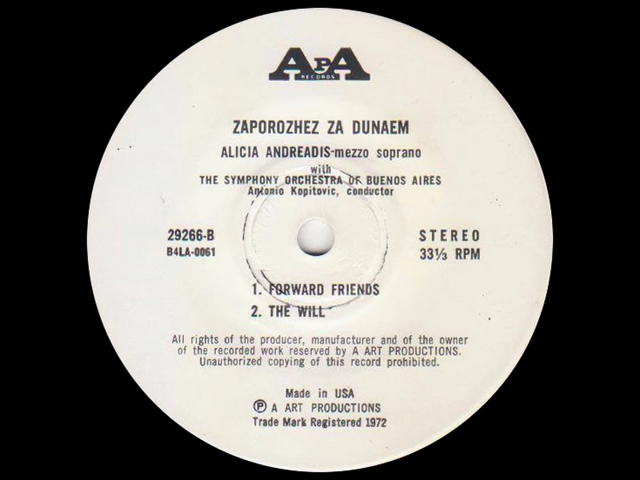 APA
RECORDS
ZAPOROZHEZ ZA DUNAEM
ALICIA ANDREADIS-mezzo soprano
with
THE SYMPHONY ORCHESTRA OF BUENOS AIRES
Antonio Kopitovic, conductor
29266-B
B4LA-0061
STEREO
33⅓ RPM
1. FORWARD FRIENDS
2. THE WILL
All rights of the producer, manufacturer and of the owner
of the recorded work reserved by A ART PRODUCTIONS.
Unauthorized copying of this record prohibited.
Made in USA
Ⓟ A ART PRODUCTIONS
Trade Mark Registered 1972